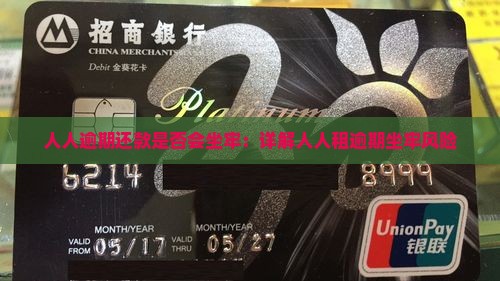 招商银行
CHINA MERCHANTS BANK
Debit 金葵花卡
Platinum
人人逾期还款是否会坐牢：详解人人租逾期坐牢风险
6214 8999
MONTH/YEAR MONTH/YEAR
VALID FROM 05/17 VALID THRU 05/27
UnionPay
银联